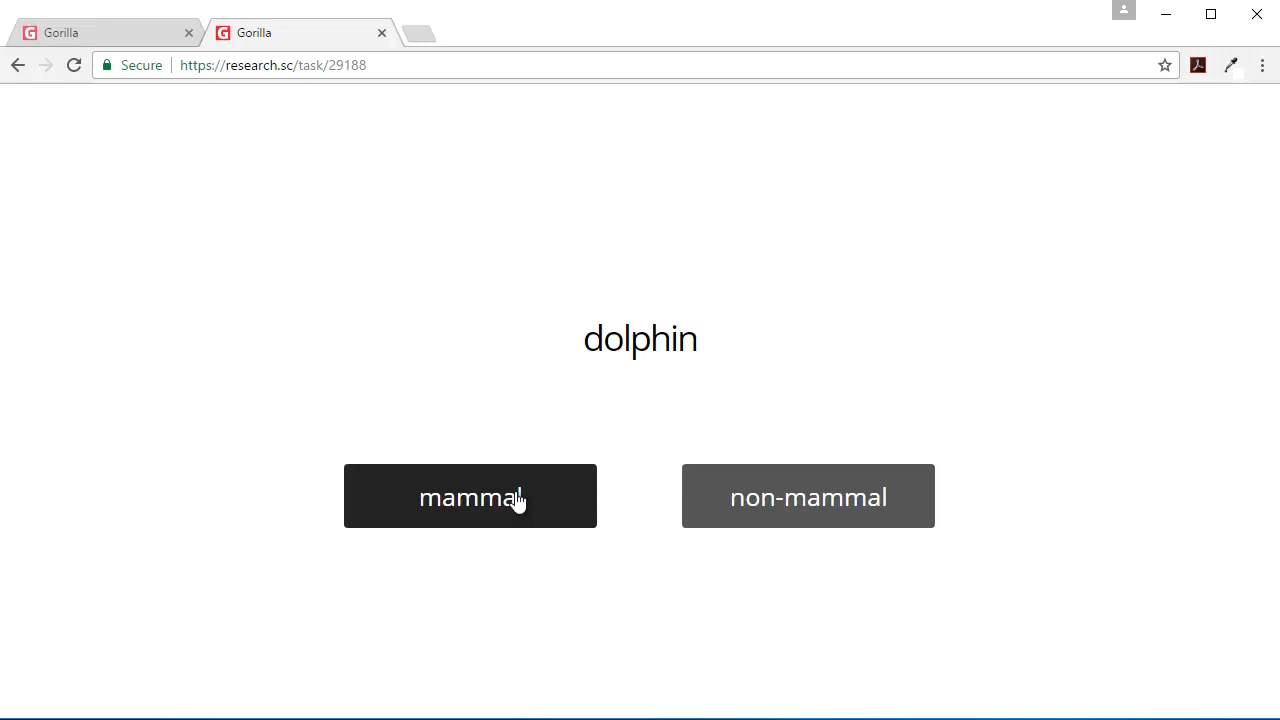 Gorilla
Gorilla
Secure https://research.sc/task/29188
dolphin
mammal
non-mammal